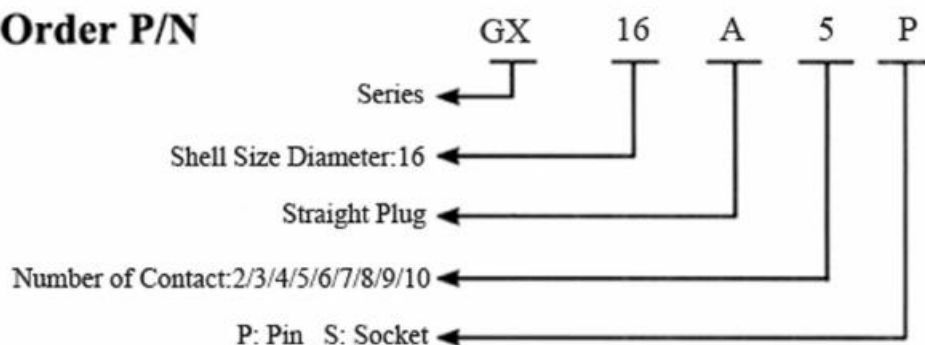 Order P/N GX 16 A 5 P
Series
Shell Size Diameter:16
Straight Plug
Number of Contact:2/3/4/5/6/7/8/9/10
P: Pin S: Socket